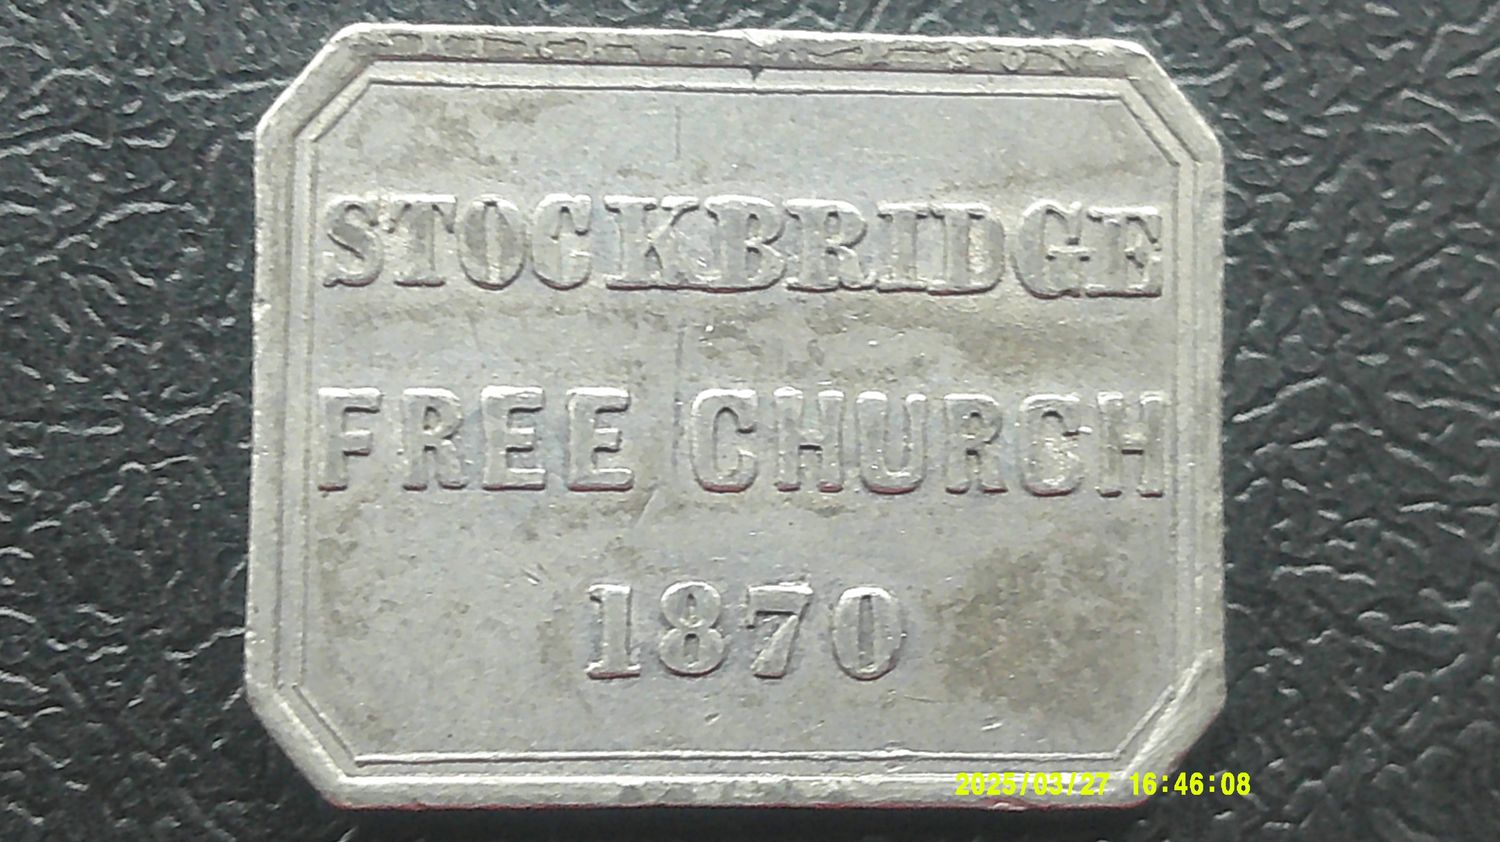 STOCKBRIDGE
FREE CHURCH
1870
2025/03/27 16:46:08